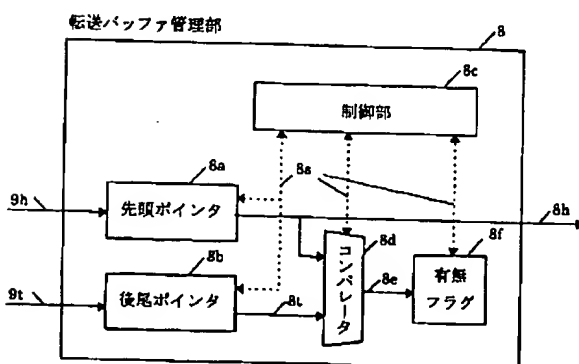 転送バッファ管理部
8
8c
制御部
8a
8s
9h
先頭ポインタ
8h
8d
8f
8b
コンパレータ
有無
フラグ
8e
9t
後尾ポインタ
8t